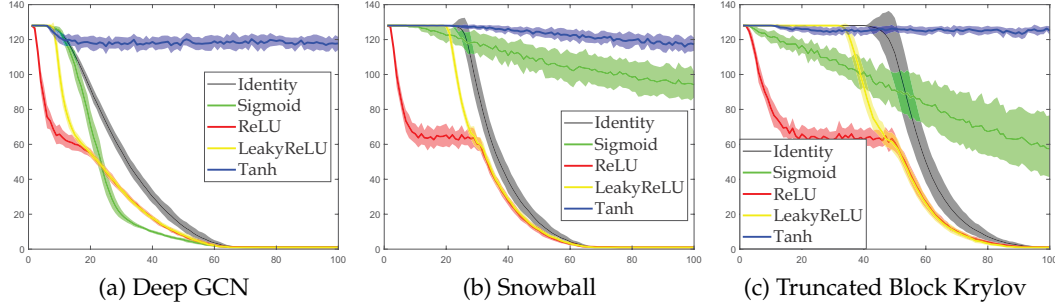 140
120
100
80
60
40
20
0
0 20 40 60 80 100
Identity
Sigmoid
ReLU
LeakyReLU
Tanh
(a) Deep GCN
140
120
100
80
60
40
20
0
0 20 40 60 80 100
Identity
Sigmoid
ReLU
LeakyReLU
Tanh
(b) Snowball
140
120
100
80
60
40
20
0
0 20 40 60 80 100
Identity
Sigmoid
ReLU
LeakyReLU
Tanh
(c) Truncated Block Krylov